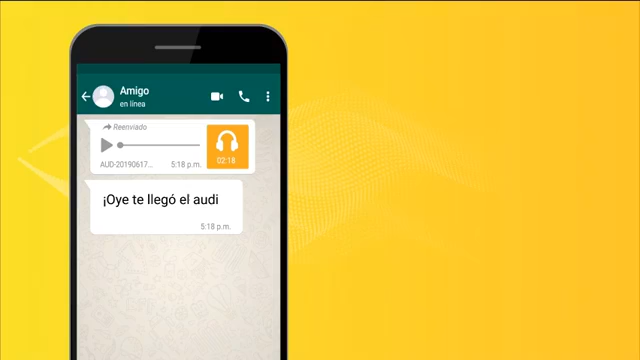 Amigo
en línea
Reenviado
02:18
AUD-20190617... 5:18 p.m.
¡Oye te llegó el audi
5:18 p.m.